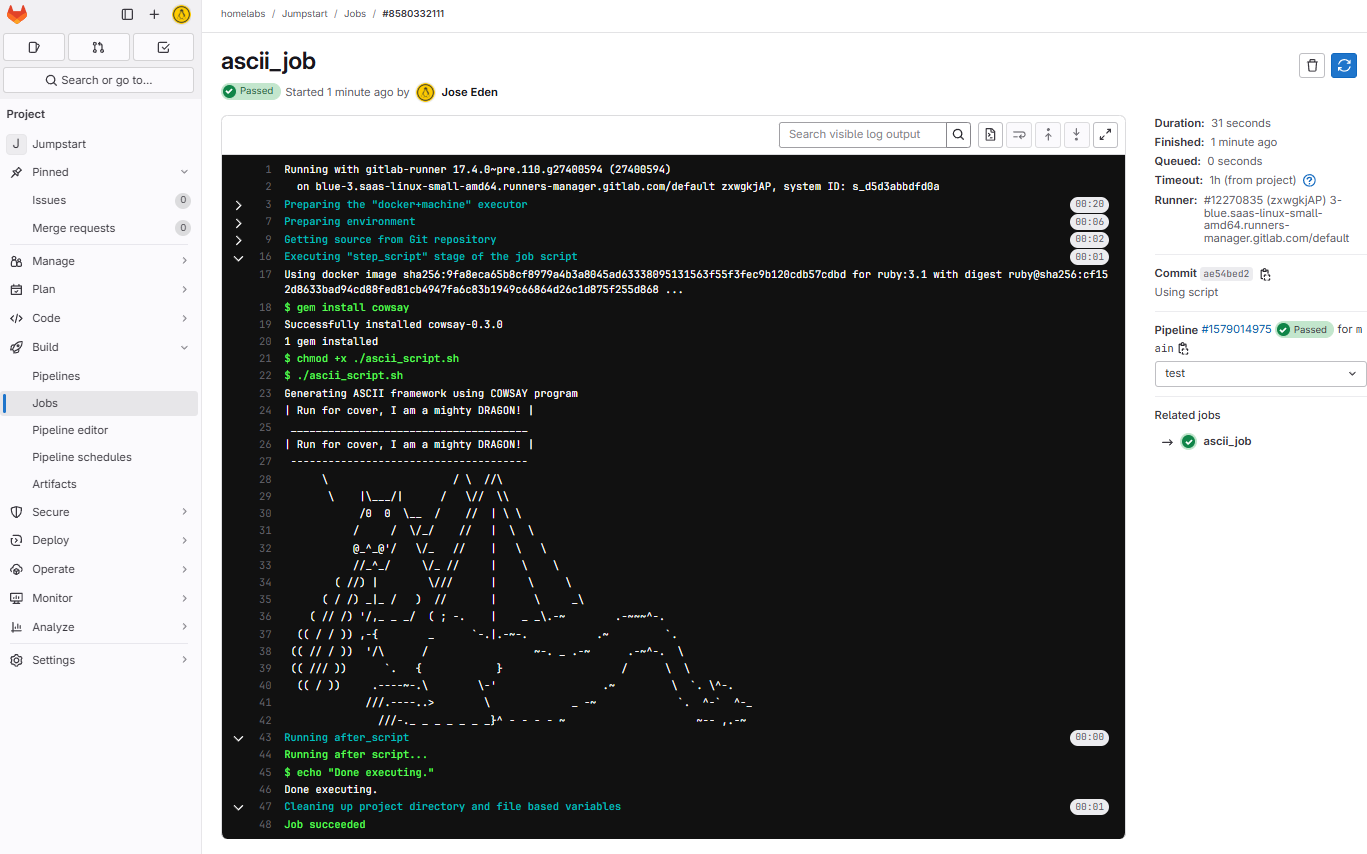 homelabs / Jumpstart / Jobs / #8580332111
Search or go to...
Project
J Jumpstart
Pinned
Issues 0
Merge requests 0
Manage
Plan
Code
Build
Pipelines
Jobs
Pipeline editor
Pipeline schedules
Artifacts
Secure
Deploy
Operate
Monitor
Analyze
Settings
ascii_job
Passed Started 1 minute ago by Jose Eden
Search visible log output
1 Running with gitlab-runner 17.4.0~pre.110.g27400594 (27400594)
2   on blue-3.saas-linux-small-amd64.runners-manager.gitlab.com/default zxwgkjAP, system ID: s_d5d3abbdfd0a
3 Preparing the "docker+machine" executor 00:20
7 Preparing environment 00:06
9 Getting source from Git repository 00:02
16 Executing "step_script" stage of the job script 00:01
17 Using docker image sha256:9fa8eca65b8cf8979a4b3a8045ad63338095131563f55f3fec9b120cdb57cdbd for ruby:3.1 with digest ruby@sha256:cf15
2d8633bad94cd88fed81cb4947fa6c83b1949c66864d26c1d875f255d868 ...
18 $ gem install cowsay
19 Successfully installed cowsay-0.3.0
20 1 gem installed
21 $ chmod +x ./ascii_script.sh
22 $ ./ascii_script.sh
23 Generating ASCII framework using COWSAY program
24 | Run for cover, I am a mighty DRAGON! |
25  ______________________________________
26 | Run for cover, I am a mighty DRAGON! |
27  --------------------------------------
28       \                    / \  //\
29        \    |\___/|      /   \//  \\
30             /0  0  \__  /    //  | \ \
31            /     /  \/_/    //   |  \  \
32            @_^_@'/   \/_   //    |   \   \
33            //_^_/     \/_ //     |    \    \
34         ( //) |        \///      |     \     \
35       ( / /) _|_ /   )  //       |      \     _\
36     ( // /) '/,_ _ _/  ( ; -.    |    _ _\.-~        .-~~~^-.
37   (( / / )) ,-{        _      `-.|.-~-.           .~         `.
38  (( // / ))  '/\      /                 ~-. _ .-~      .-~^-.  \
39  (( /// ))      `.   {            }                   /      \  \
40   (( / ))     .----~-.\        \-'                 .~         \  `. \^-.
41              ///.----..>        \             _ -~             `.  ^-`  ^-_
42                ///-._ _ _ _ _ _ _}^ - - - - ~                     ~-- ,.-~
43 Running after_script 00:00
44 Running after script...
45 $ echo "Done executing."
46 Done executing.
47 Cleaning up project directory and file based variables 00:01
48 Job succeeded
Duration: 31 seconds
Finished: 1 minute ago
Queued: 0 seconds
Timeout: 1h (from project)
Runner: #12270835 (zxwgkjAP) 3-
blue.saas-linux-small-
amd64.runners-
manager.gitlab.com/default
Commit ae54bed2
Using script
Pipeline #1579014975 Passed for m
ain
test
Related jobs
→ ascii_job